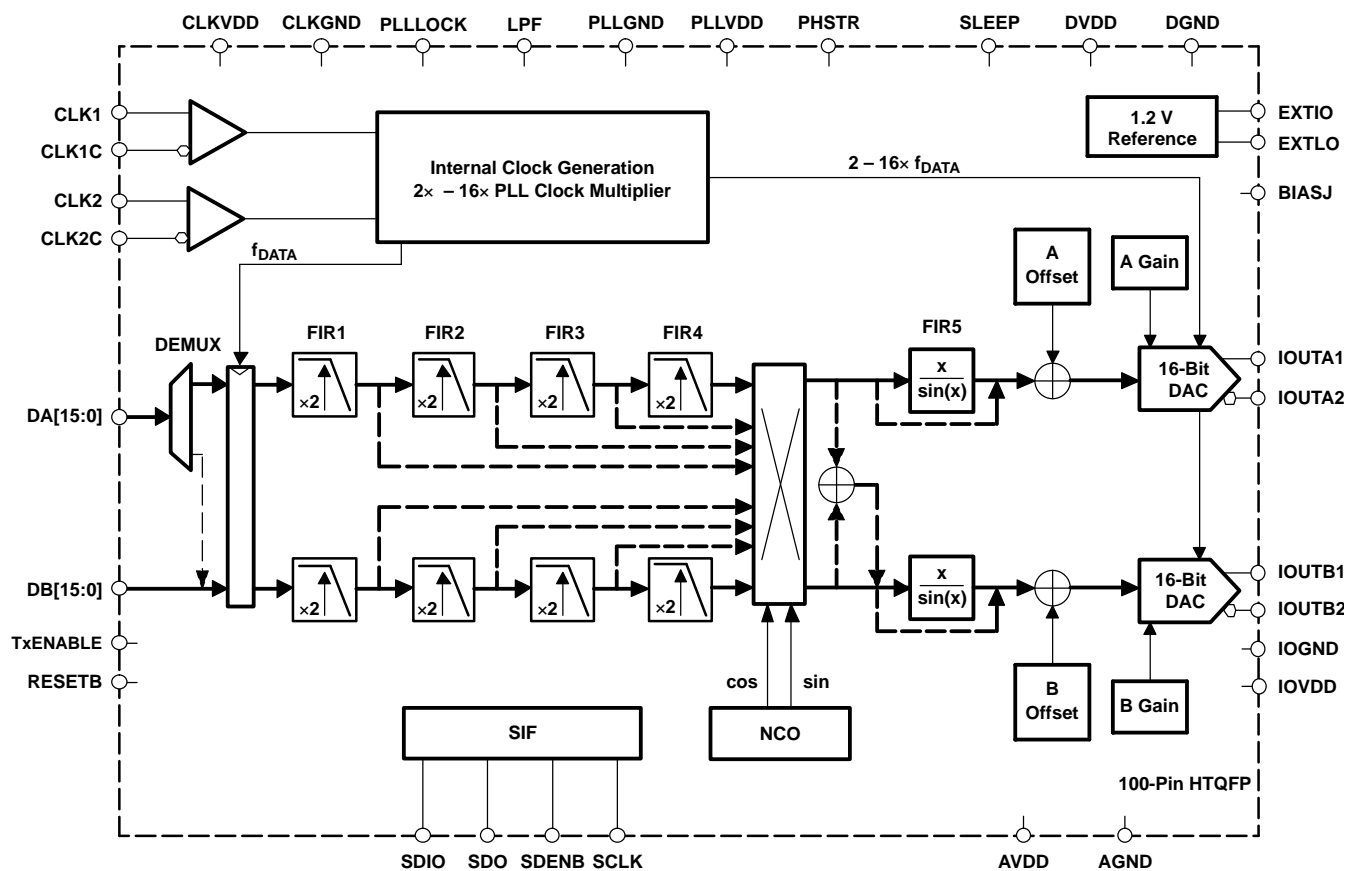 CLKVDD CLKGND PLLLOCK LPF PLLGND PLLVDD PHSTR SLEEP DVDD DGND
CLK1
CLK1C
CLK2
CLK2C
Internal Clock Generation
2× – 16× PLL Clock Multiplier
2 – 16× fDATA
1.2 V
Reference
EXTIO
EXTLO
BIASJ
fDATA
A
Offset
A Gain
DEMUX
FIR1 FIR2 FIR3 FIR4 FIR5
×2 ×2 ×2 ×2
x
sin(x)
16-Bit
DAC
IOUTA1
IOUTA2
DA[15:0]
DB[15:0]
×2 ×2 ×2 ×2
x
sin(x)
16-Bit
DAC
IOUTB1
IOUTB2
TxENABLE
RESETB
IOGND
IOVDD
cos sin
B
Offset
B Gain
SIF
NCO
100-Pin HTQFP
SDIO SDO SDENB SCLK AVDD AGND